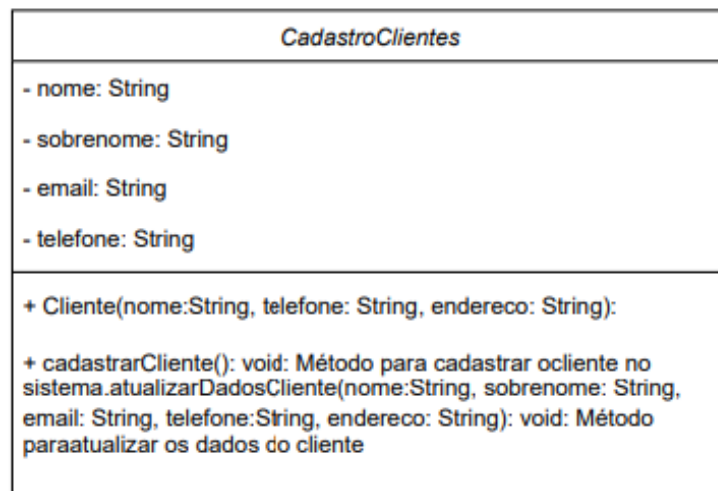 CadastroClientes
- nome: String
- sobrenome: String
- email: String
- telefone: String
+ Cliente(nome:String, telefone: String, endereco: String):
+ cadastrarCliente(): void: Método para cadastrar ocliente no
sistema.atualizarDadosCliente(nome:String, sobrenome: String,
email: String, telefone:String, endereco: String): void: Método
paraatualizar os dados do cliente